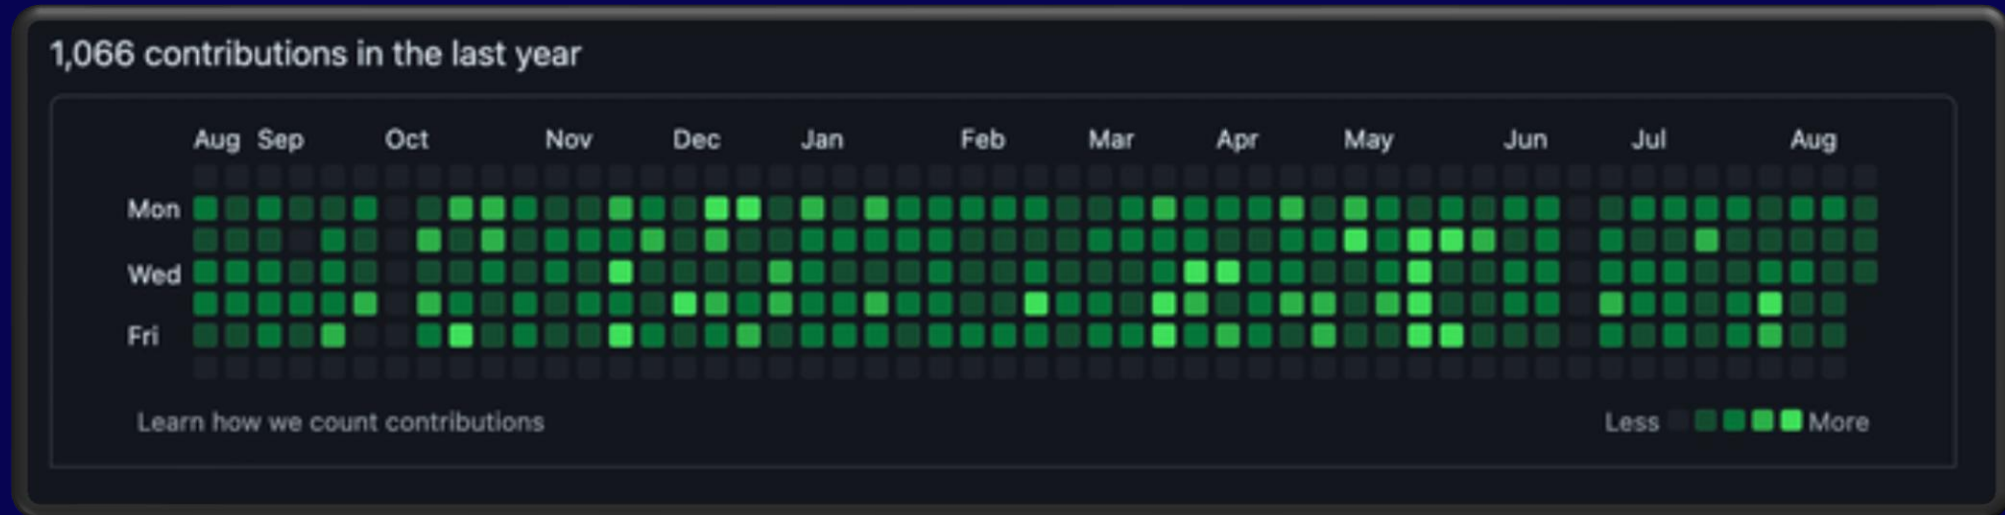 1,066 contributions in the last year
Aug Sep Oct Nov Dec Jan Feb Mar Apr May Jun Jul Aug
Mon
Wed
Fri
Learn how we count contributions
Less More